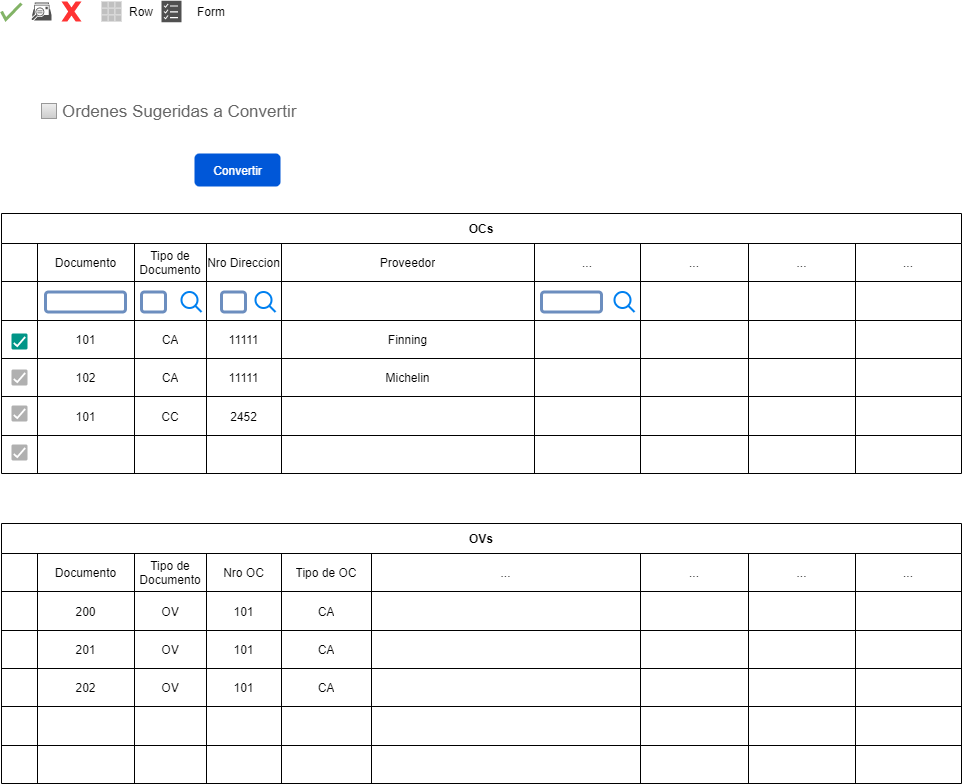 Row Form
Ordenes Sugeridas a Convertir
Convertir
OCs
Documento Tipo de Documento Nro Direccion Proveedor ... ... ... ...
101 CA 11111 Finning
102 CA 11111 Michelin
101 CC 2452
OVs
Documento Tipo de Documento Nro OC Tipo de OC ... ... ... ...
200 OV 101 CA
201 OV 101 CA
202 OV 101 CA